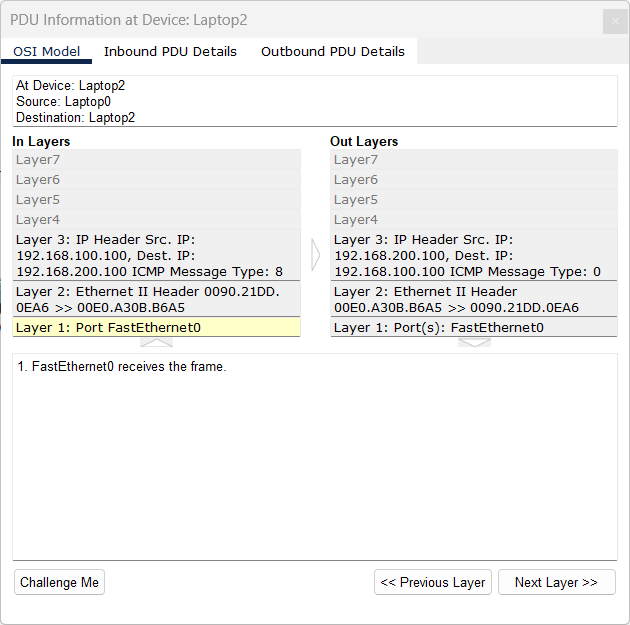 PDU Information at Device: Laptop2
OSI Model Inbound PDU Details Outbound PDU Details
At Device: Laptop2
Source: Laptop0
Destination: Laptop2
In Layers
Layer7
Layer6
Layer5
Layer4
Layer 3: IP Header Src. IP:
192.168.100.100, Dest. IP:
192.168.200.100 ICMP Message Type: 8
Layer 2: Ethernet II Header 0090.21DD.
0EA6 >> 00E0.A30B.B6A5
Layer 1: Port FastEthernet0
Out Layers
Layer7
Layer6
Layer5
Layer4
Layer 3: IP Header Src. IP:
192.168.200.100, Dest. IP:
192.168.100.100 ICMP Message Type: 0
Layer 2: Ethernet II Header
00E0.A30B.B6A5 >> 0090.21DD.0EA6
Layer 1: Port(s): FastEthernet0
1. FastEthernet0 receives the frame.
Challenge Me << Previous Layer Next Layer >>